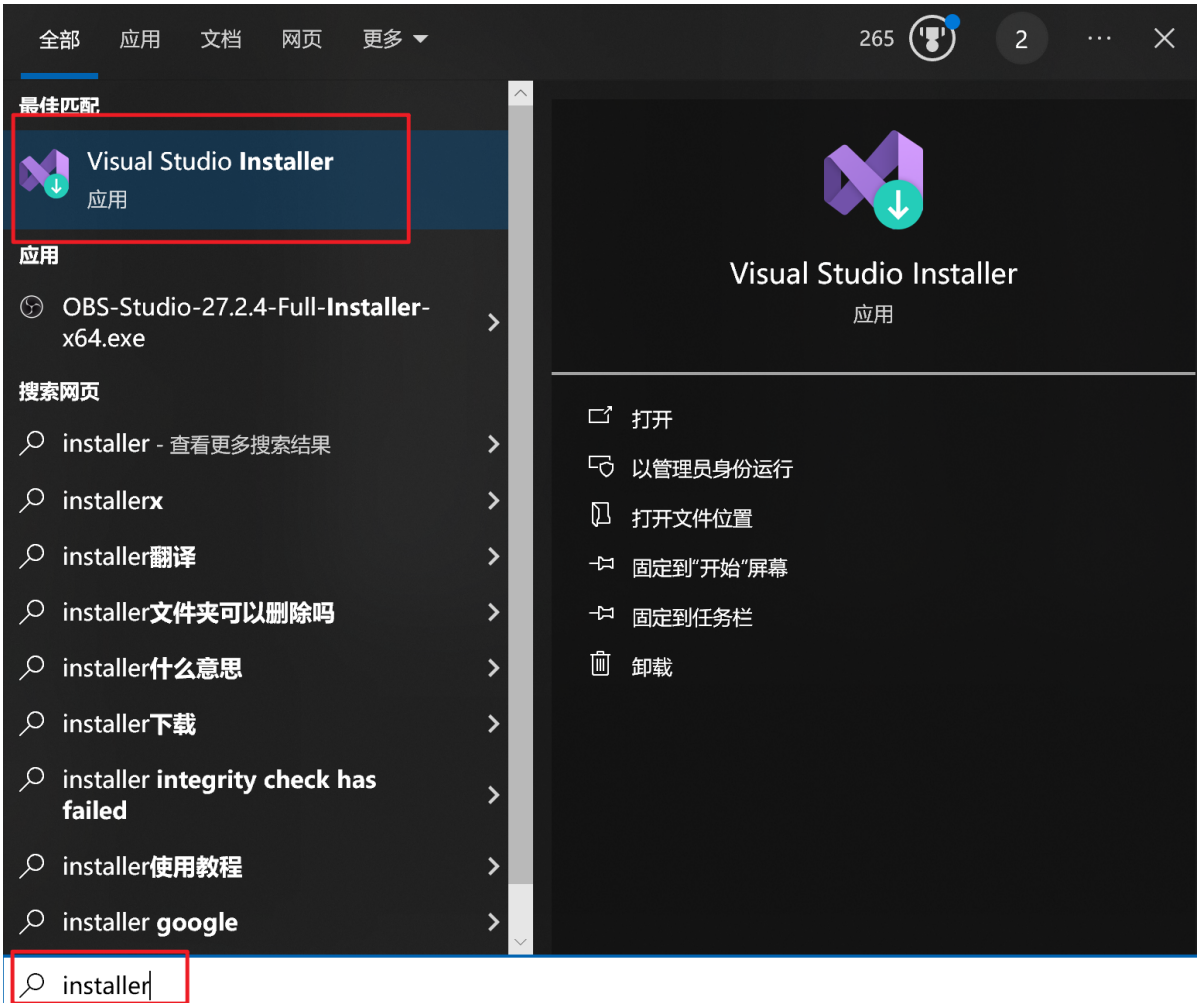 全部 应用 文档 网页 更多 265 2 ···
最佳匹配
Visual Studio Installer
应用
应用
OBS-Studio-27.2.4-Full-Installer-
x64.exe
搜索网页
installer - 查看更多搜索结果
installerx
installer翻译
installer文件夹可以删除吗
installer什么意思
installer下载
installer integrity check has
failed
installer使用教程
installer google
installer
Visual Studio Installer
应用
打开
以管理员身份运行
打开文件位置
固定到"开始"屏幕
固定到任务栏
卸载